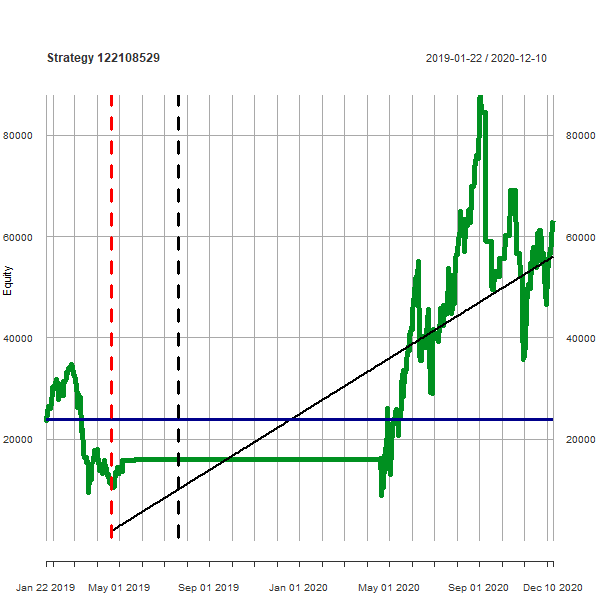 Strategy 122108529
2019-01-22 / 2020-12-10
80000
80000
60000
60000
Equity
40000
40000
20000
20000
Jan 22 2019
May 01 2019
Sep 01 2019
Jan 01 2020
May 01 2020
Sep 01 2020
Dec 10 2020